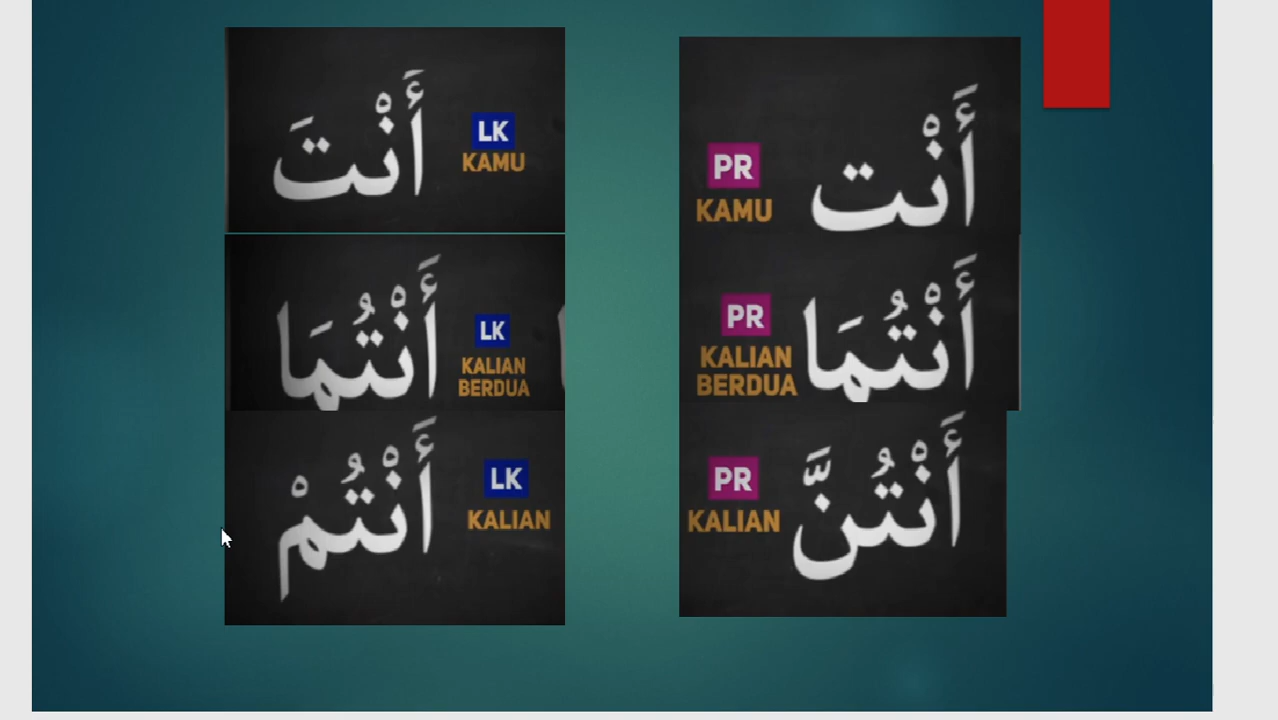 أَنْتَ
LK
KAMU
أَنْتُمَا
LK
KALIAN
BERDUA
أَنْتُمْ
LK
KALIAN
PR
KAMU
أَنْت
PR
KALIAN
BERDUA
أَنْتُمَا
PR
KALIAN
أَنْتُنَّ